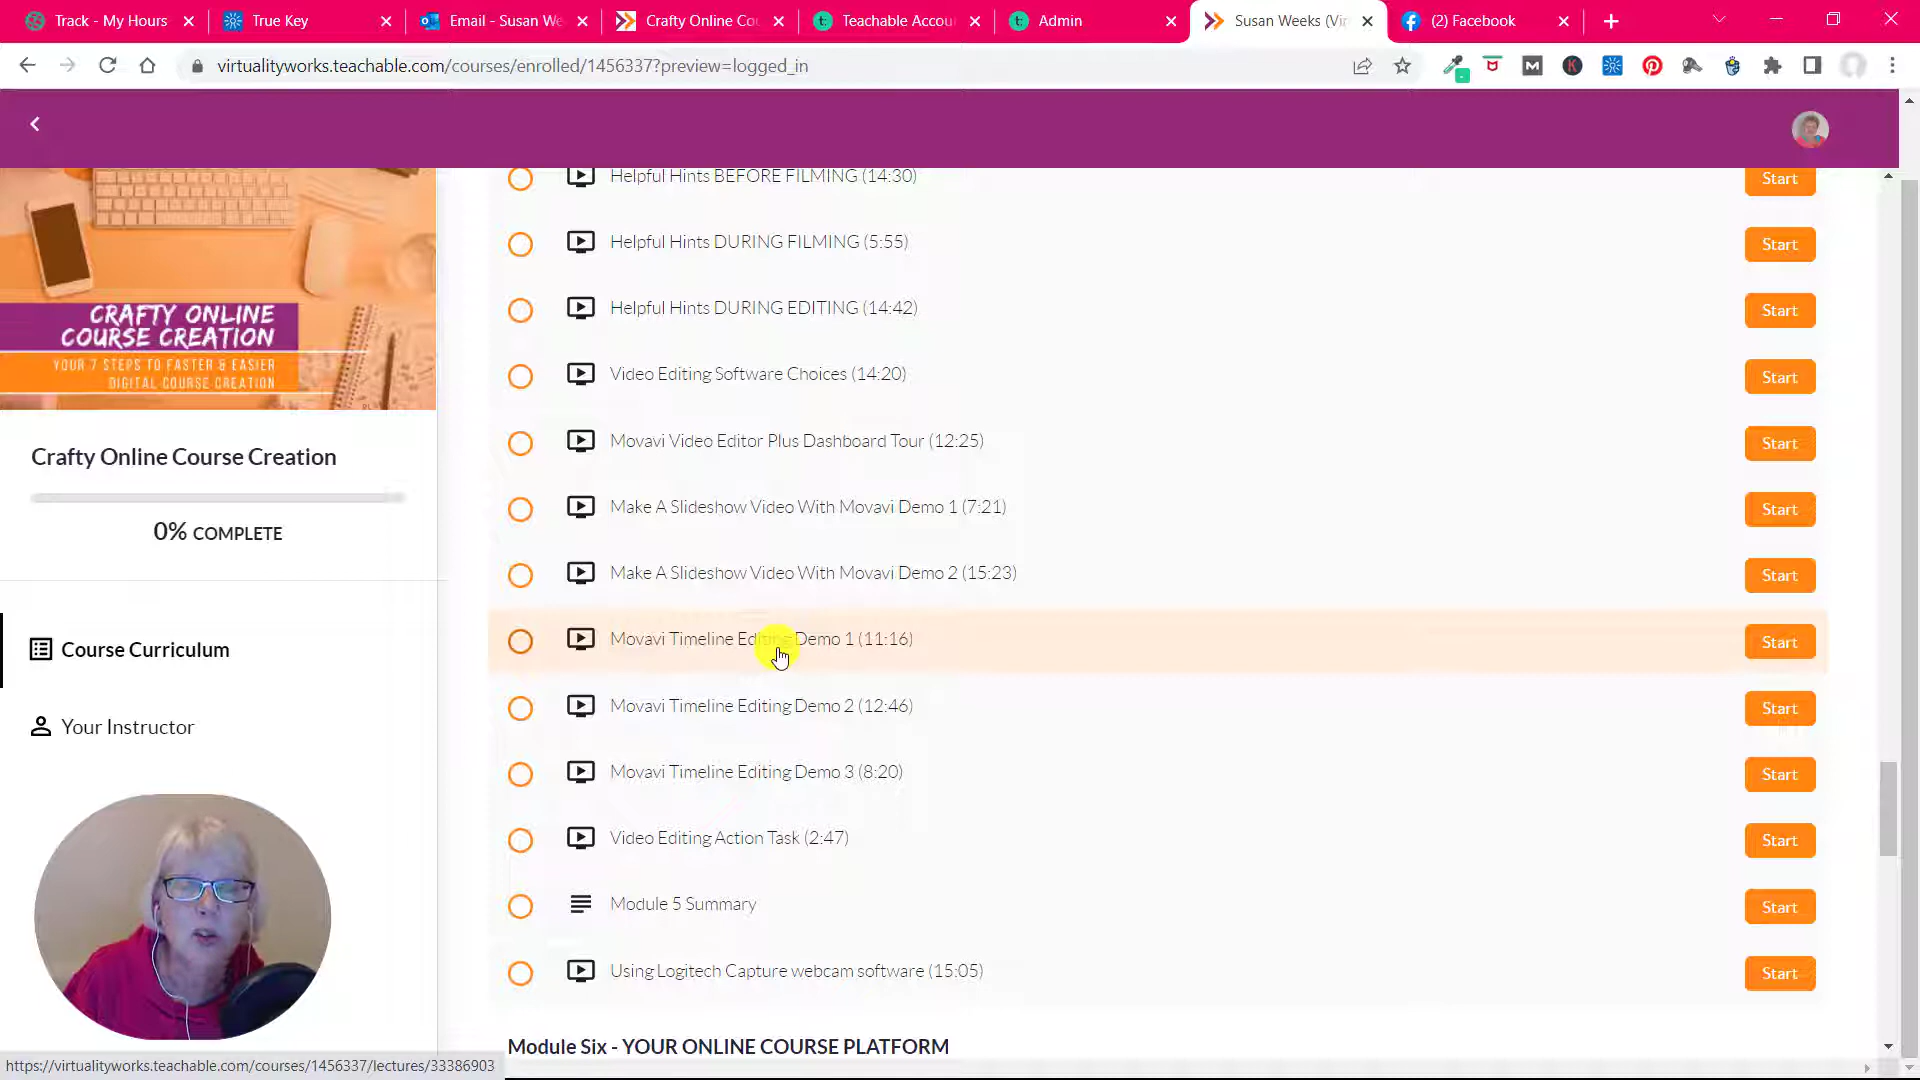 Track - My Hours
True Key
Email - Susan We
Crafty Online Co
Teachable Accou
Admin
Susan Weeks (Vi
(2) Facebook
virtualityworks.teachable.com/courses/enrolled/1456337?preview=logged_in
CRAFTY ONLINE
COURSE CREATION
YOUR 7 STEPS TO FASTER & EASIER
DIGITAL COURSE CREATION
Crafty Online Course Creation
0% COMPLETE
Course Curriculum
Your Instructor
Helpful Hints BEFORE FILMING (14:30)
Start
Helpful Hints DURING FILMING (5:55)
Start
Helpful Hints DURING EDITING (14:42)
Start
Video Editing Software Choices (14:20)
Start
Movavi Video Editor Plus Dashboard Tour (12:25)
Start
Make A Slideshow Video With Movavi Demo 1 (7:21)
Start
Make A Slideshow Video With Movavi Demo 2 (15:23)
Start
Movavi Timeline Editing Demo 1 (11:16)
Start
Movavi Timeline Editing Demo 2 (12:46)
Start
Movavi Timeline Editing Demo 3 (8:20)
Start
Video Editing Action Task (2:47)
Start
Module 5 Summary
Start
Using Logitech Capture webcam software (15:05)
Start
Module Six - YOUR ONLINE COURSE PLATFORM
https://virtualityworks.teachable.com/courses/1456337/lectures/33386903